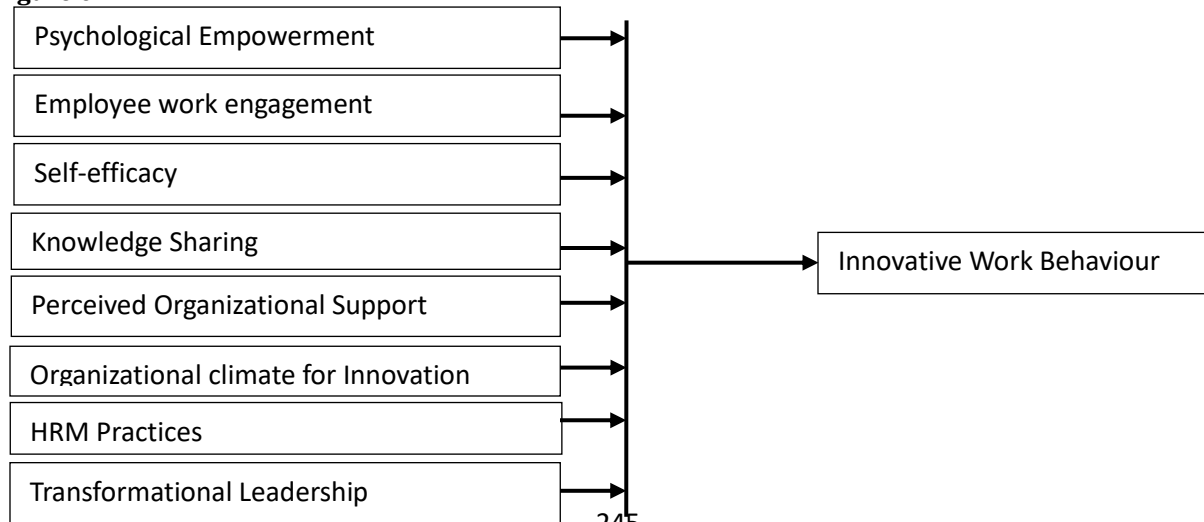 Psychological Empowerment
Employee work engagement
Self-efficacy
Knowledge Sharing
Innovative Work Behaviour
Perceived Organizational Support
Organizational climate for Innovation
HRM Practices
Transformational Leadership